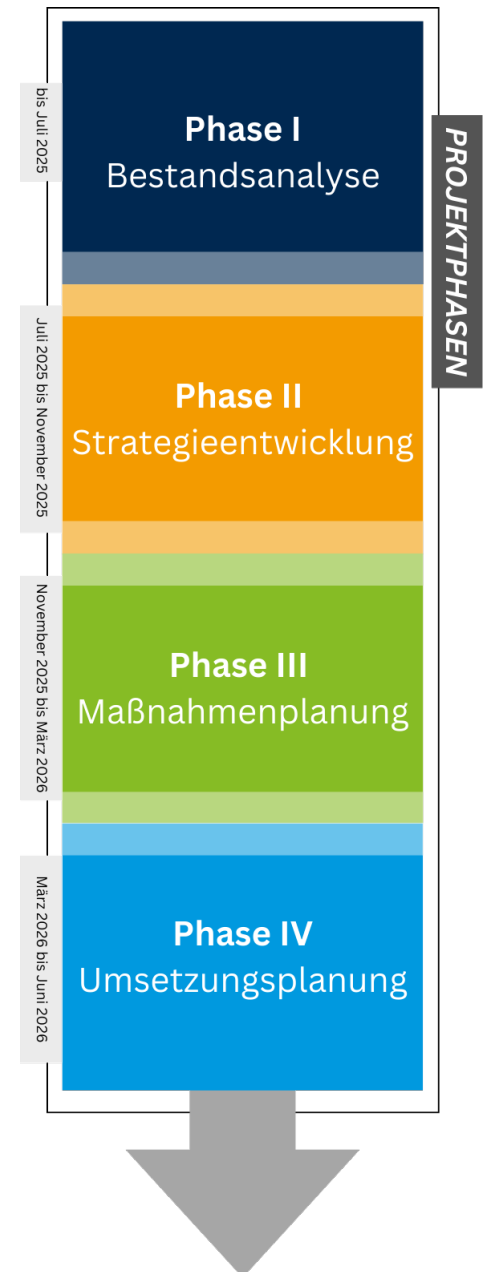 PROJEKTPHASEN
bis Juli 2025
Phase I
Bestandsanalyse
Juli 2025 bis November 2025
Phase II
Strategieentwicklung
November 2025 bis März 2026
Phase III
Maßnahmenplanung
März 2026 bis Juni 2026
Phase IV
Umsetzungsplanung